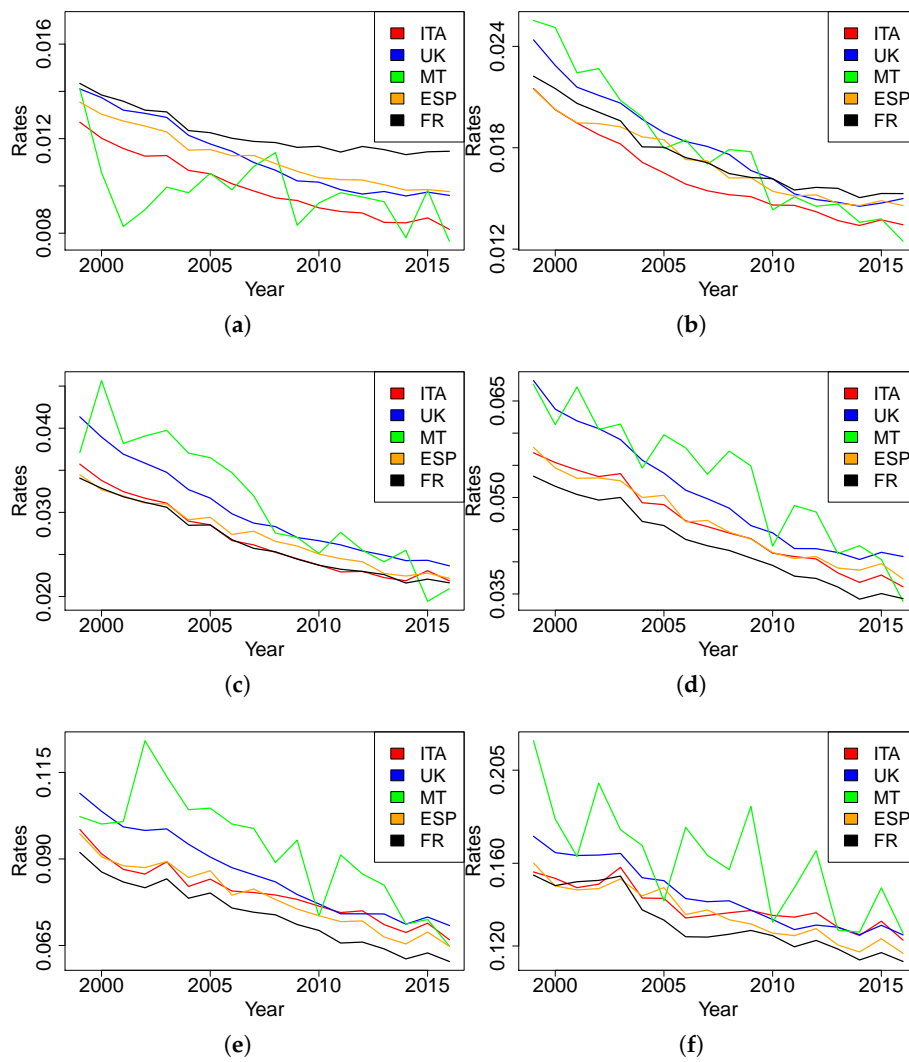 0.016
0.012
0.008
Rates
ITA
UK
MT
ESP
FR
2000 2005 2010 2015
Year
(a)
0.024
0.018
0.012
Rates
ITA
UK
MT
ESP
FR
2000 2005 2010 2015
Year
(b)
0.040
0.030
0.020
Rates
ITA
UK
MT
ESP
FR
2000 2005 2010 2015
Year
(c)
0.065
0.050
0.035
Rates
ITA
UK
MT
ESP
FR
2000 2005 2010 2015
Year
(d)
0.115
0.090
0.065
Rates
ITA
UK
MT
ESP
FR
2000 2005 2010 2015
Year
(e)
0.205
0.160
0.120
Rates
ITA
UK
MT
ESP
FR
2000 2005 2010 2015
Year
(f)